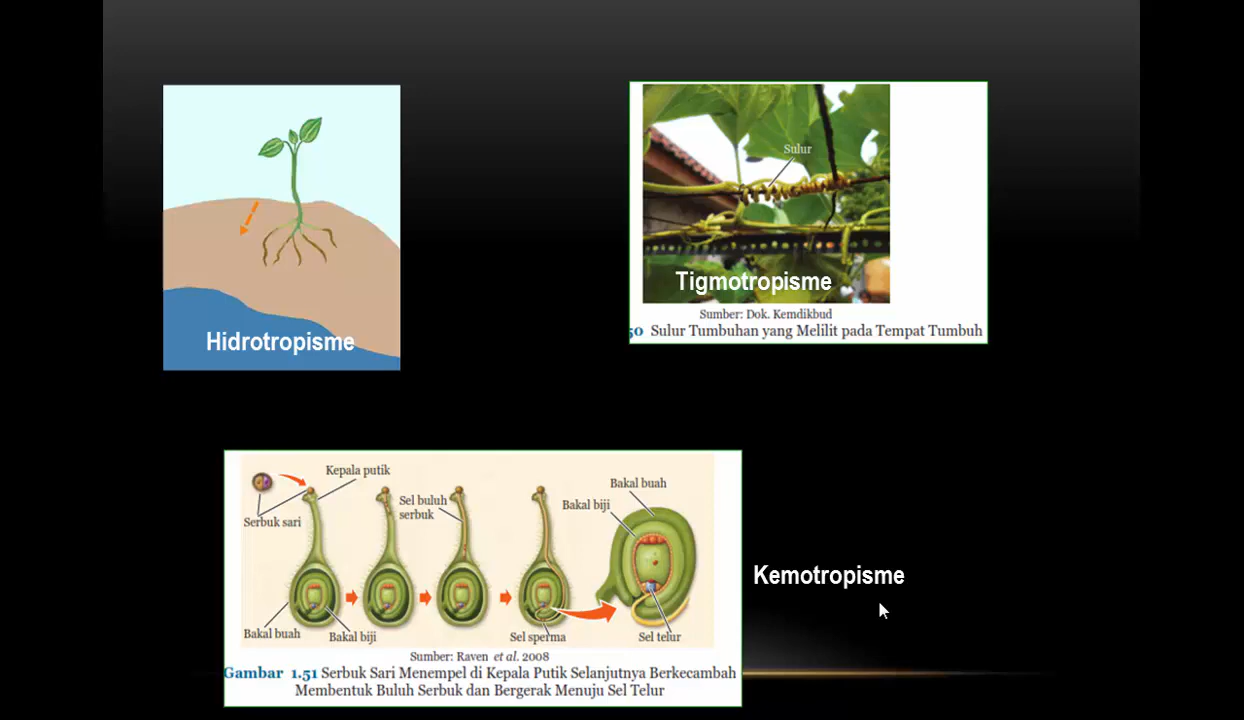 Hidrotropisme
Sulur
Tigmotropisme
Sumber: Dok. Kemdikbud
50 Sulur Tumbuhan yang Melilit pada Tempat Tumbuh
Kepala putik
Serbuk sari
Sel buluh
serbuk
Bakal buah
Bakal biji
Bakal buah
Bakal biji
Sel sperma
Sel telur
Sumber: Raven et al. 2008
Gambar 1.51 Serbuk Sari Menempel di Kepala Putik Selanjutnya Berkecambah
Membentuk Buluh Serbuk dan Bergerak Menuju Sel Telur
Kemotropisme